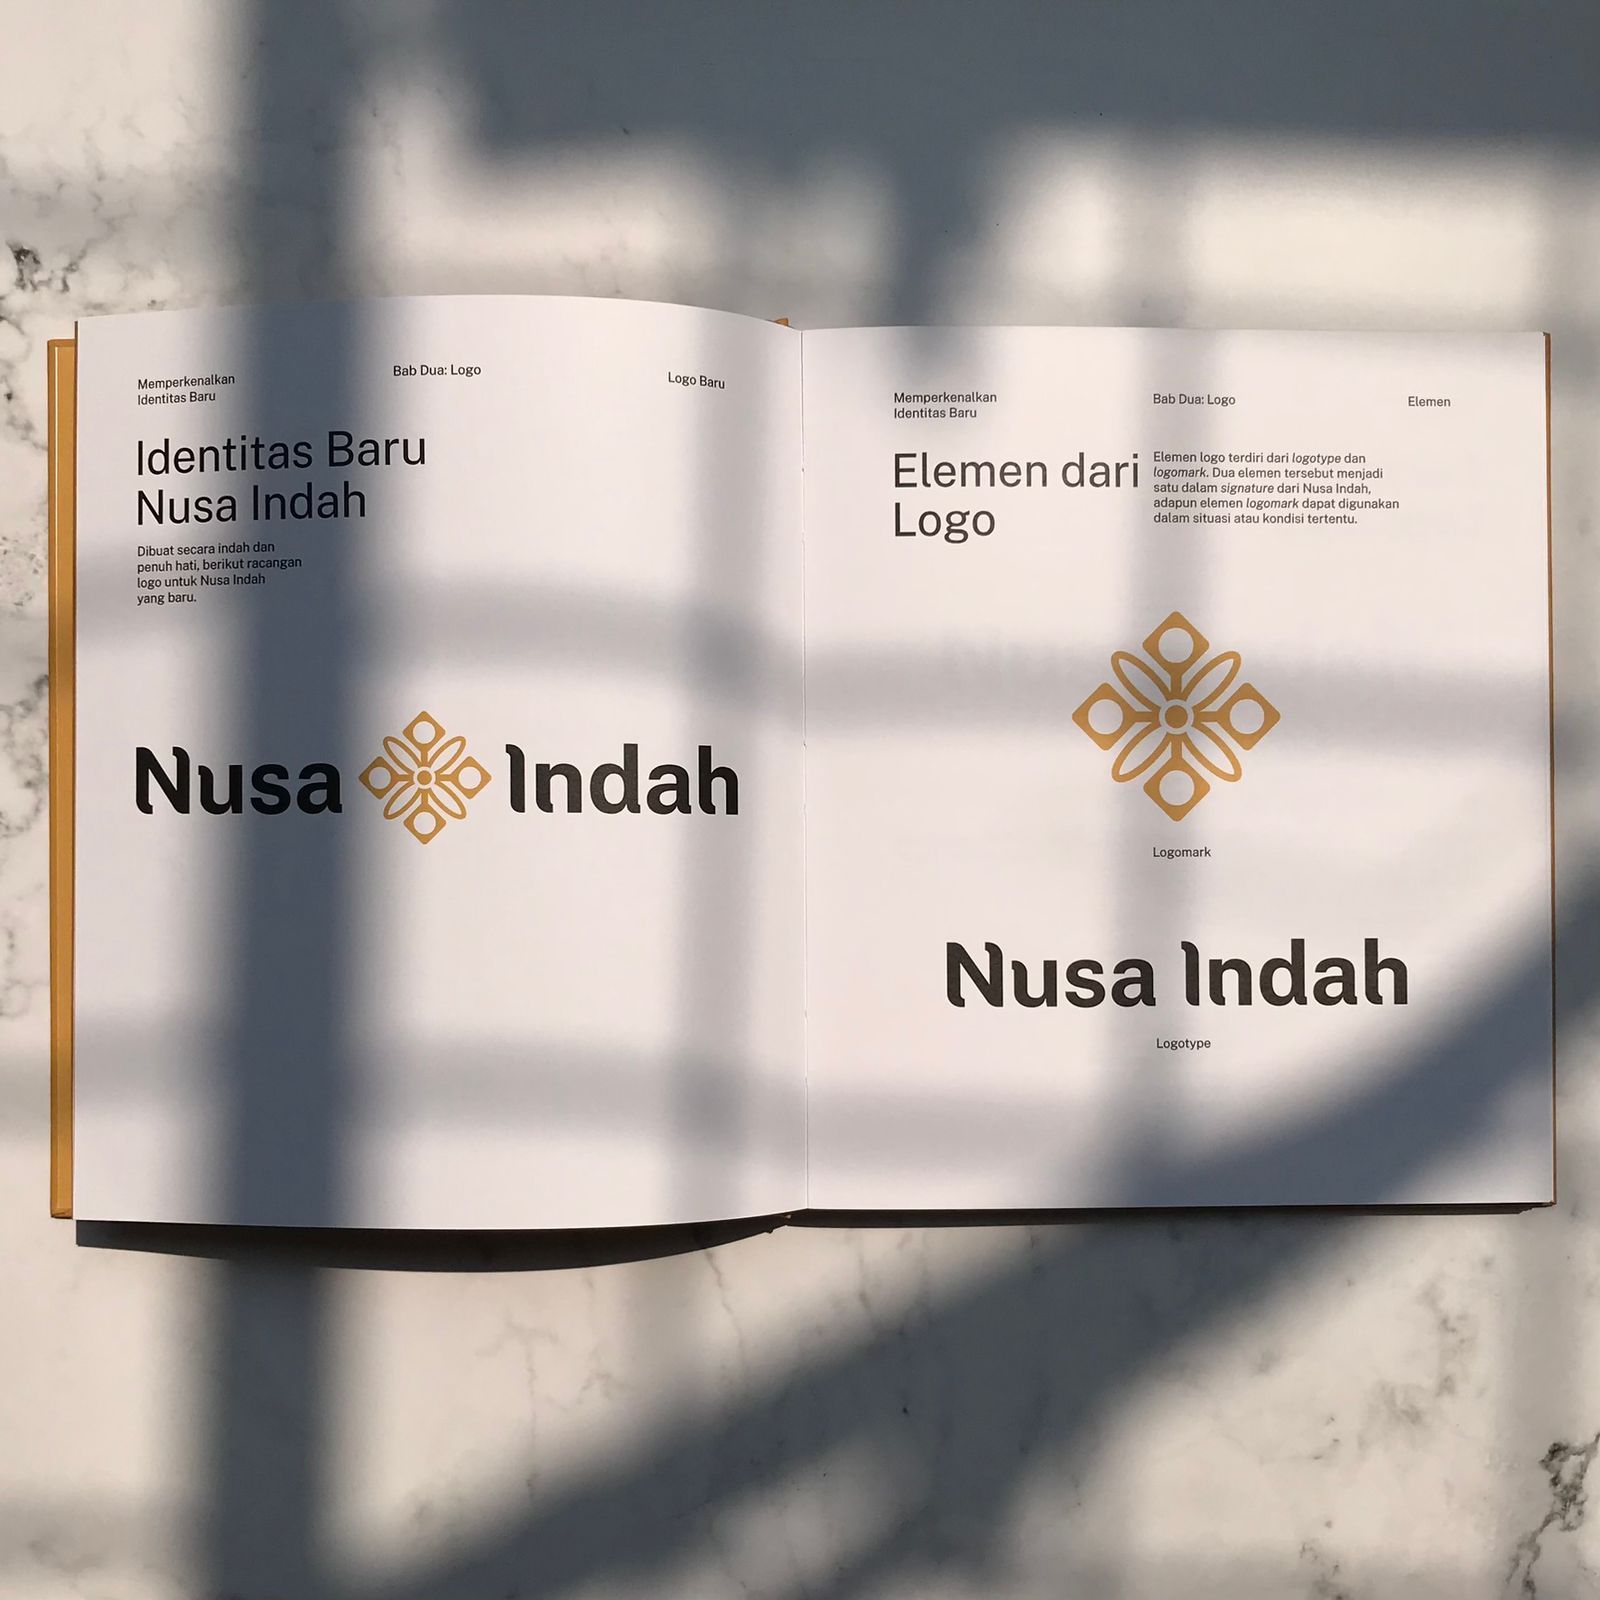 Memperkenalkan
Identitas Baru
Bab Dua: Logo
Logo Baru
Identitas Baru
Nusa Indah
Dibuat secara indah dan
penuh hati, berikut racangan
logo untuk Nusa Indah
yang baru.
Nusa Indah
Memperkenalkan
Identitas Baru
Bab Dua: Logo
Elemen
Elemen dari
Logo
Elemen logo terdiri dari logotype dan
logomark. Dua elemen tersebut menjadi
satu dalam signature dari Nusa Indah,
adapun elemen logomark dapat digunakan
dalam situasi atau kondisi tertentu.
Logomark
Nusa Indah
Logotype